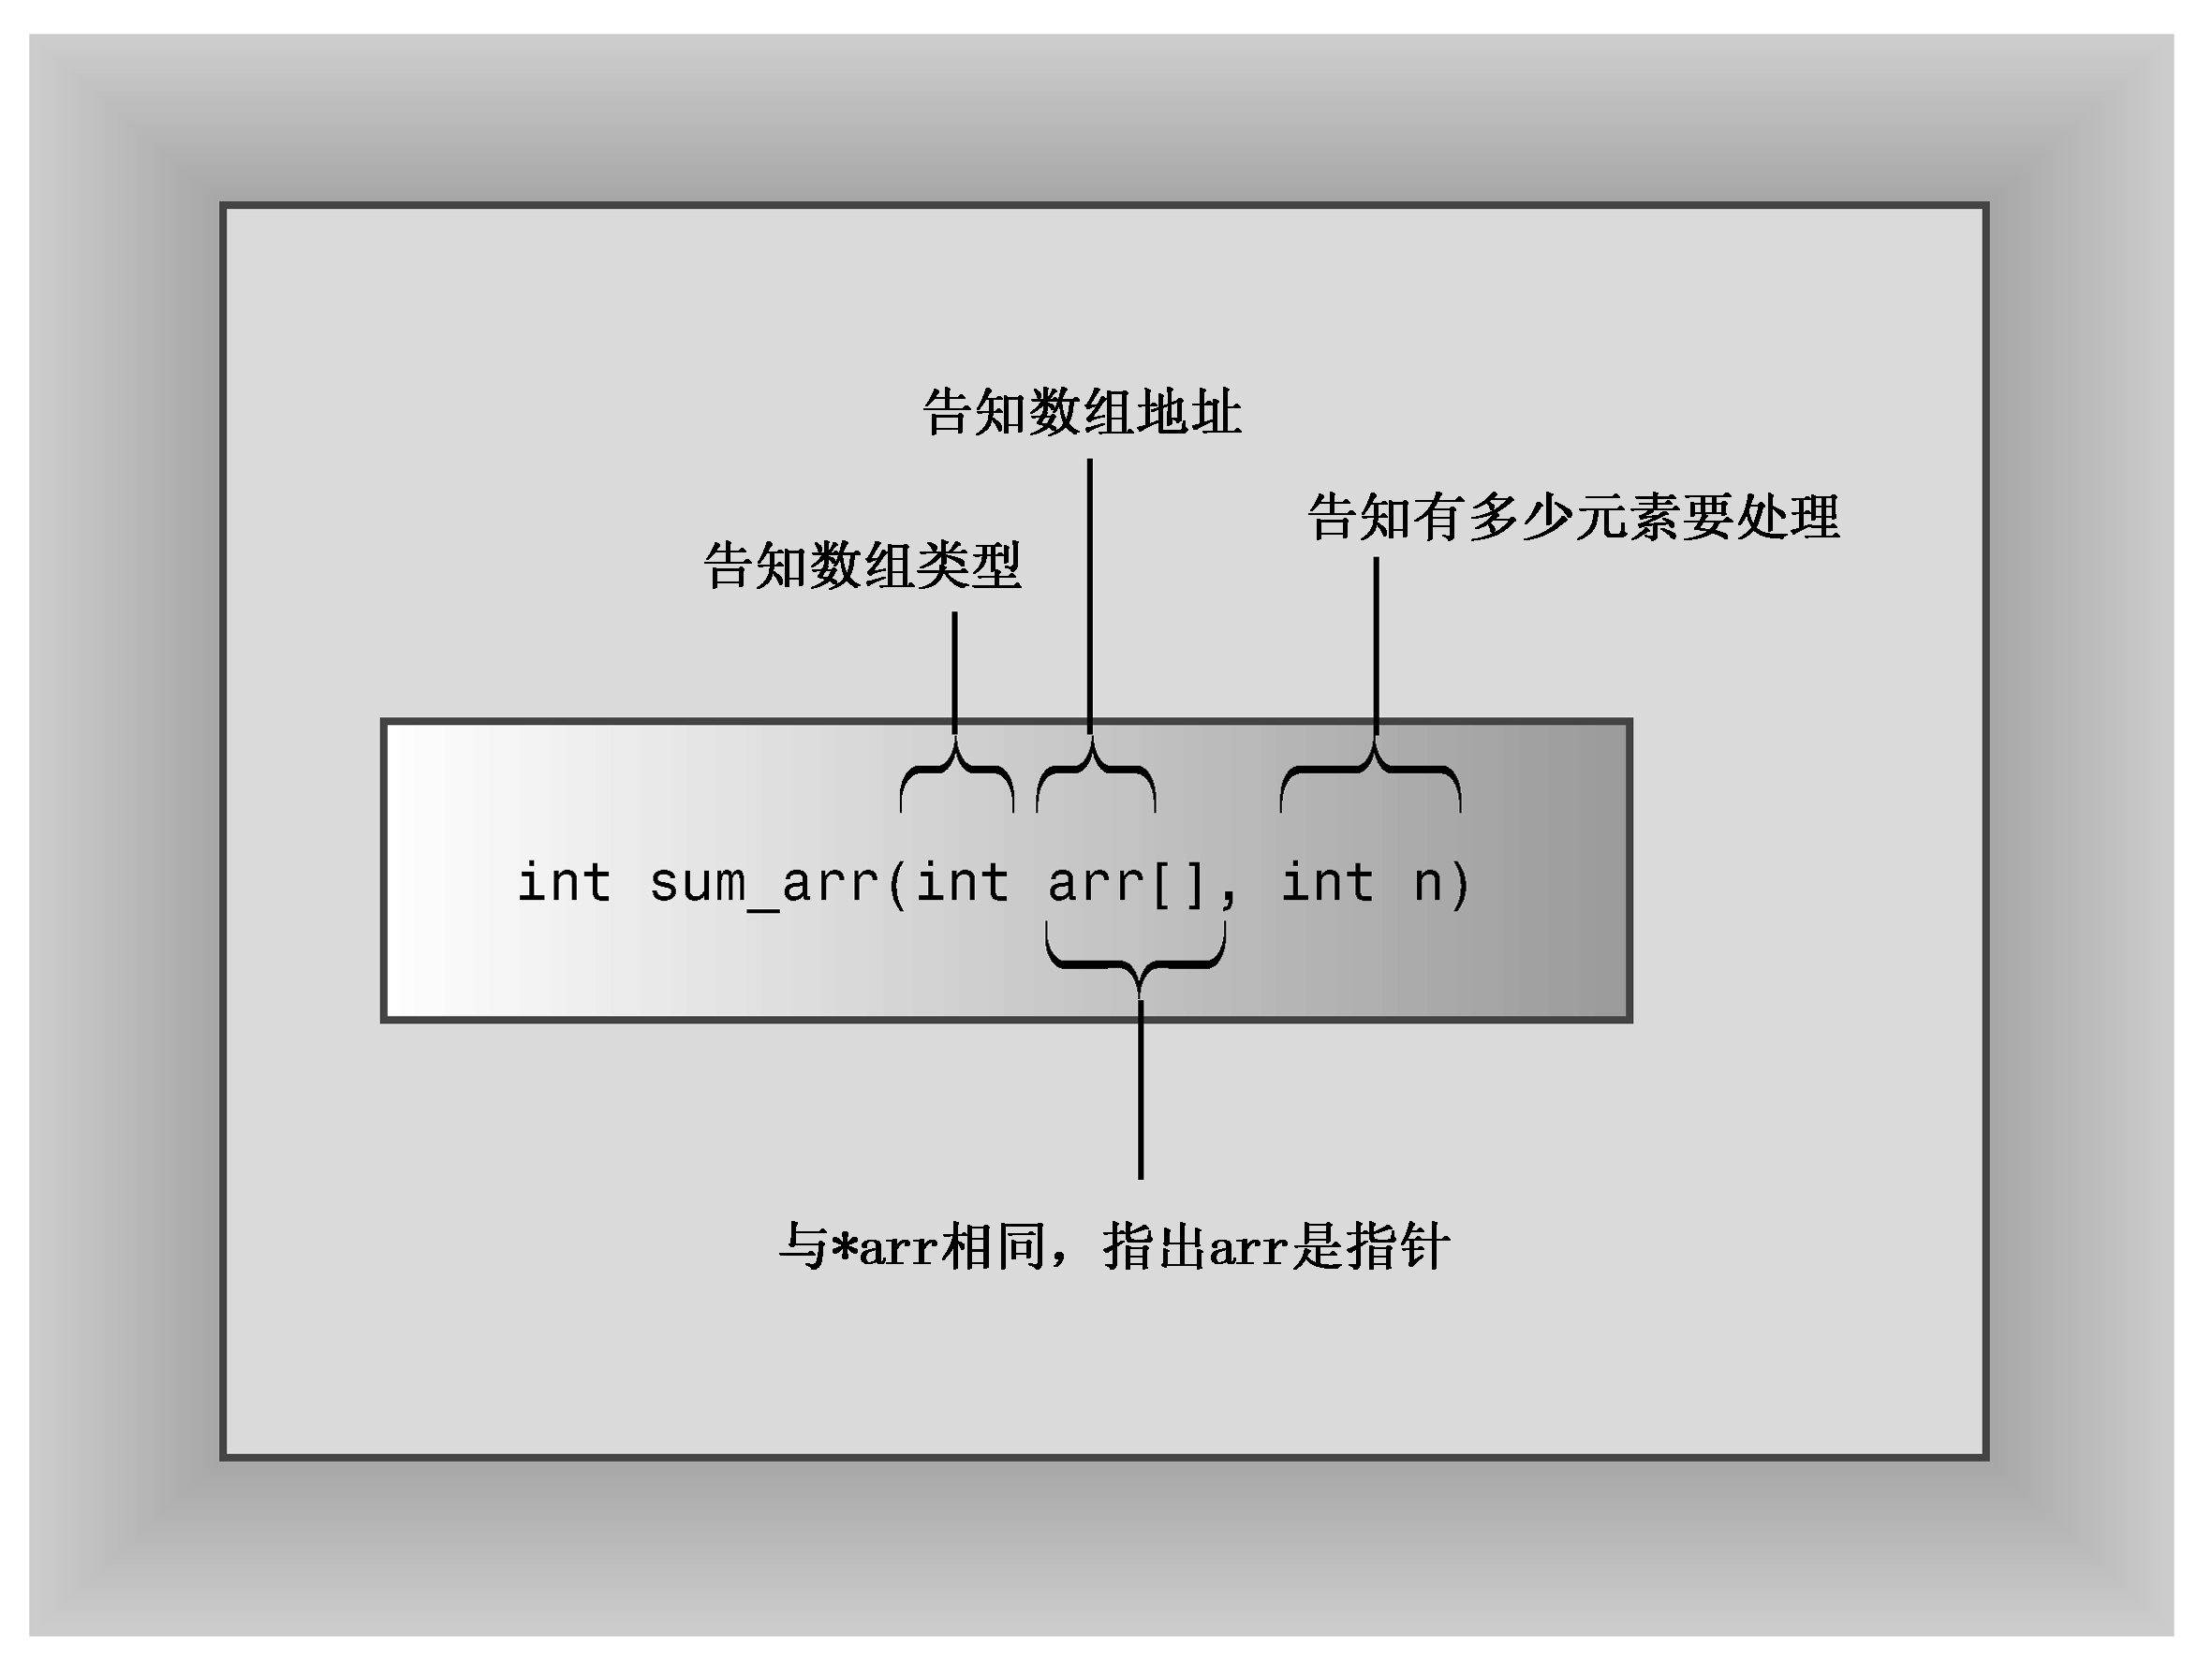 告知数组地址
告知有多少元素要处理
告知数组类型
int sum_arr(int arr[], int n)
与*arr相同，指出arr是指针